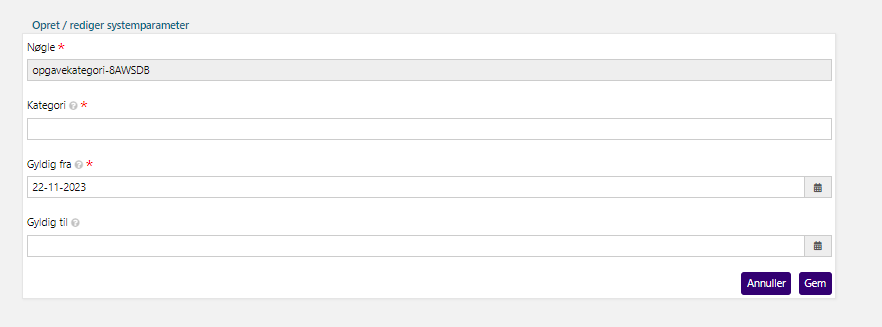 Opret / rediger systemparameter
Nøgle *
opgavekategori-8AWSDB
Kategori ? *
Gyldig fra ? *
22-11-2023
Gyldig til ?
Annuller Gem